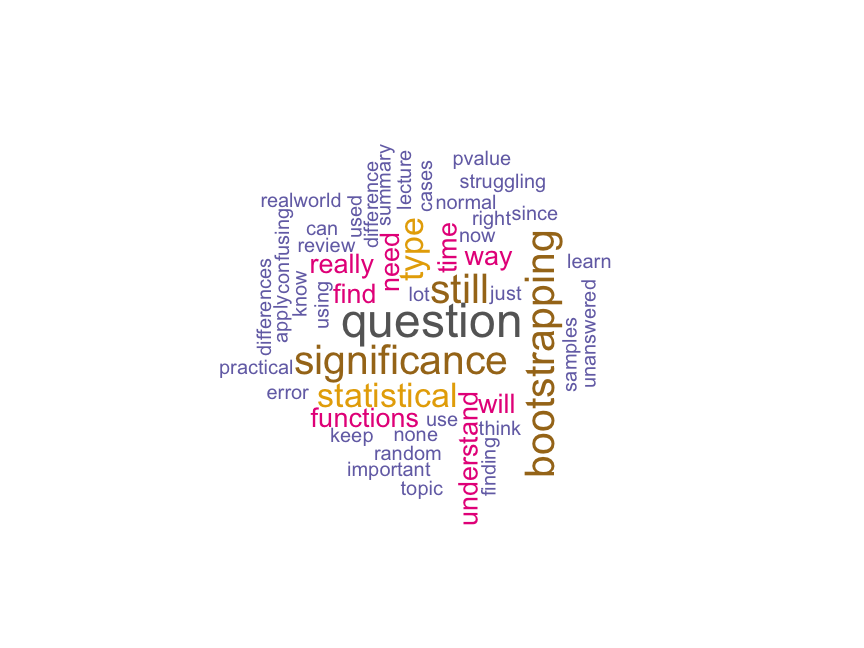 pvalue
struggling
summary
lecture
cases
difference
realworld
used
normal
since
right
can
confusing
review
now
need
type
time
way
really
learn
differences
know
using
find
lot
still
just
bootstrapping
apply
question
samples
unanswered
practical
significance
error
statistical
functions
use
understand
will
think
keep
none
random
finding
important
topic